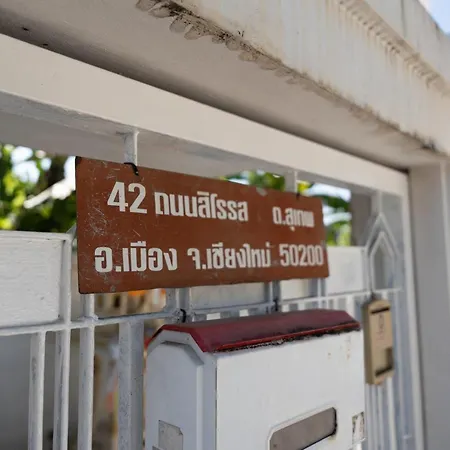 42 ถนนสิโรรส ต.สุเทพ
อ.เมือง จ.เชียงใหม่ 50200